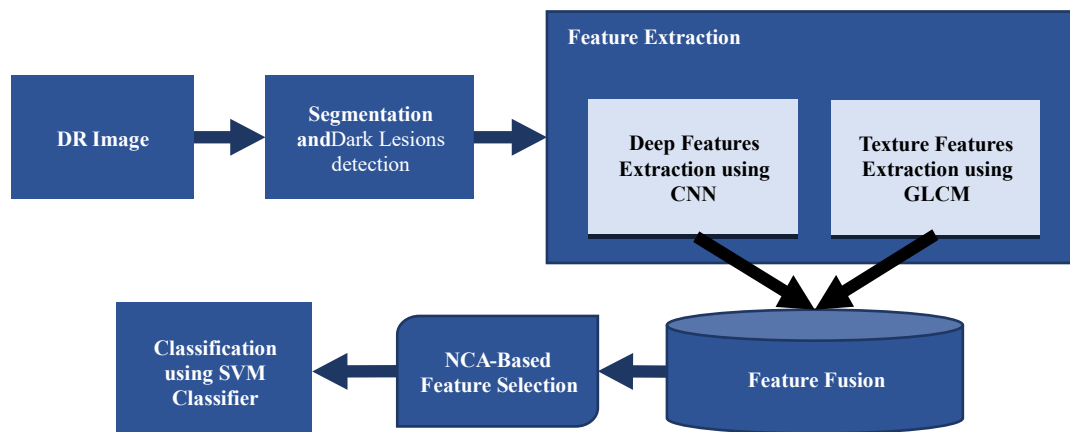 Feature Extraction
DR Image
Segmentation
andDark Lesions
detection
Deep Features
Extraction using
CNN
Texture Features
Extraction using
GLCM
Feature Fusion
NCA-Based
Feature Selection
Classification
using SVM
Classifier